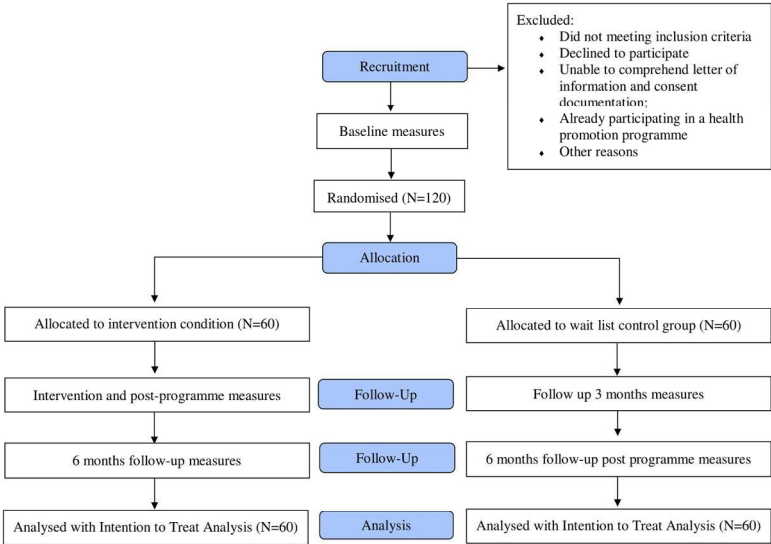 Excluded:
♦ Did not meeting inclusion criteria
♦ Declined to participate
♦ Unable to comprehend letter of
information and consent
documentation;
♦ Already participating in a health
promotion programme
♦ Other reasons
Recruitment
Baseline measures
Randomised (N=120)
Allocation
Allocated to intervention condition (N=60)
Allocated to wait list control group (N=60)
Intervention and post-programme measures
Follow-Up
Follow up 3 months measures
6 months follow-up measures
Follow-Up
6 months follow-up post programme measures
Analysed with Intention to Treat Analysis (N=60)
Analysis
Analysed with Intention to Treat Analysis (N=60)